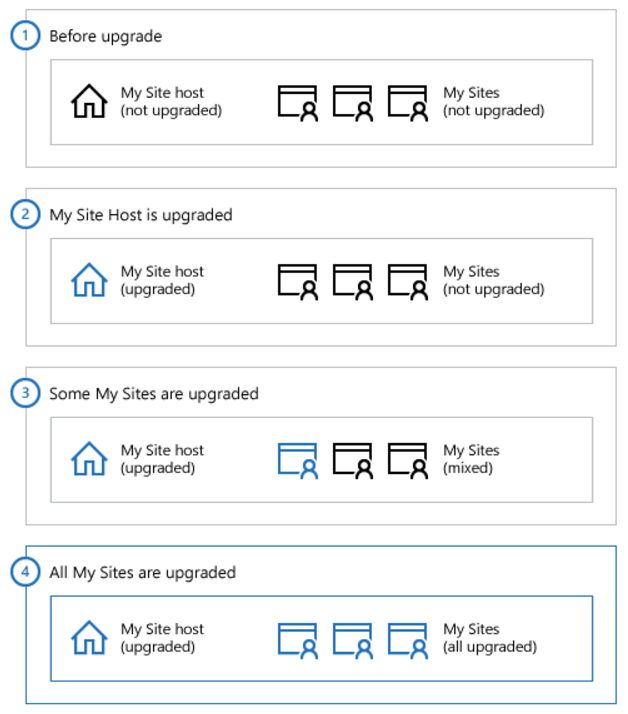 1
Before upgrade
My Site host
(not upgraded)
My Sites
(not upgraded)
2
My Site Host is upgraded
My Site host
(upgraded)
My Sites
(not upgraded)
3
Some My Sites are upgraded
My Site host
(upgraded)
My Sites
(mixed)
4
All My Sites are upgraded
My Site host
(upgraded)
My Sites
(all upgraded)